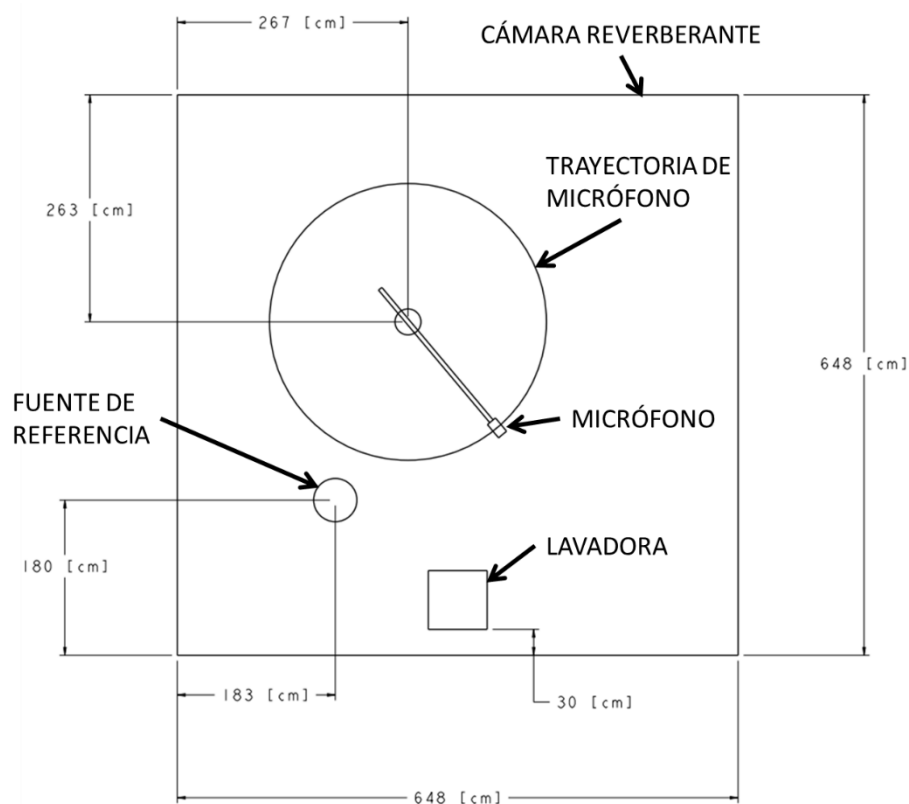 267 [cm]
CÁMARA REVERBERANTE
TRAYECTORIA DE
MICRÓFONO
263 [cm]
648 [cm]
FUENTE DE
REFERENCIA
MICRÓFONO
180 [cm]
LAVADORA
183 [cm]
30 [cm]
648 [cm]